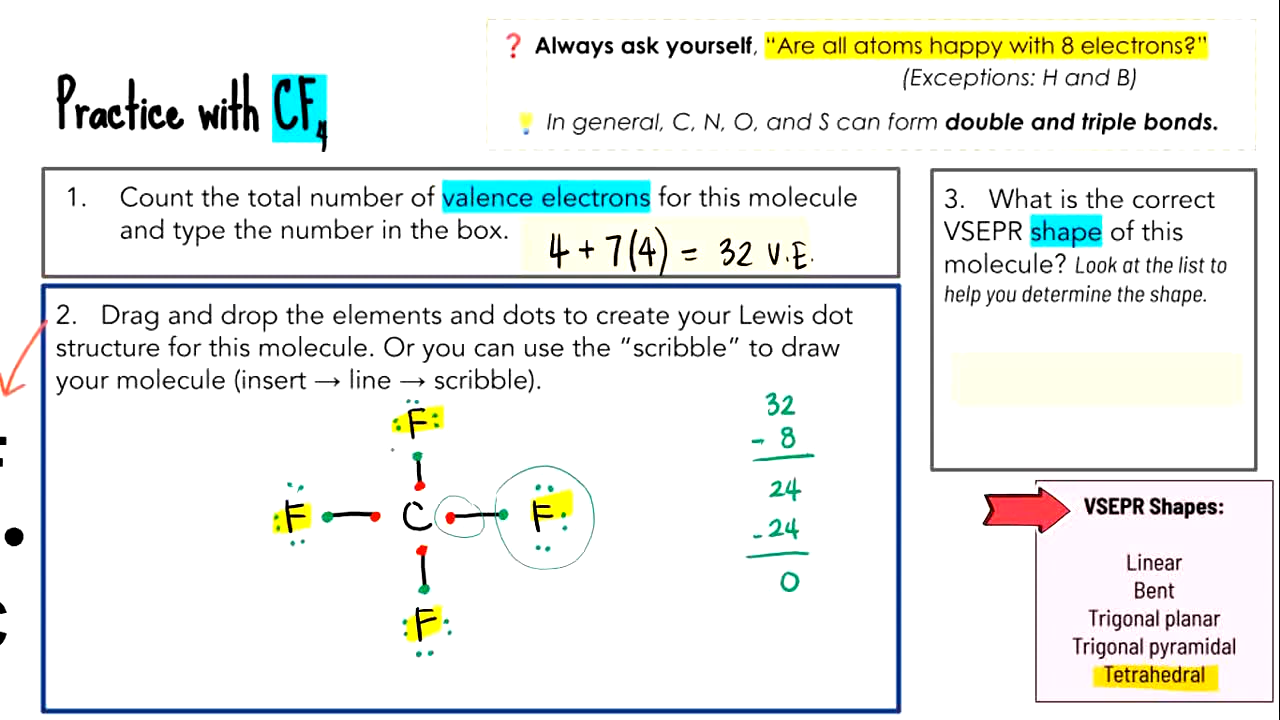 ❓ Always ask yourself, “Are all atoms happy with 8 electrons?”
(Exceptions: H and B)
💡 In general, C, N, O, and S can form double and triple bonds.
Practice with CF₄
1. Count the total number of valence electrons for this molecule
and type the number in the box.
4 + 7(4) = 32 V.E.
2. Drag and drop the elements and dots to create your Lewis dot
structure for this molecule. Or you can use the “scribble” to draw
your molecule (insert → line → scribble).
F
F C F
F
32
- 8
24
- 24
0
3. What is the correct
VSEPR shape of this
molecule? Look at the list to
help you determine the shape.
VSEPR Shapes:
Linear
Bent
Trigonal planar
Trigonal pyramidal
Tetrahedral